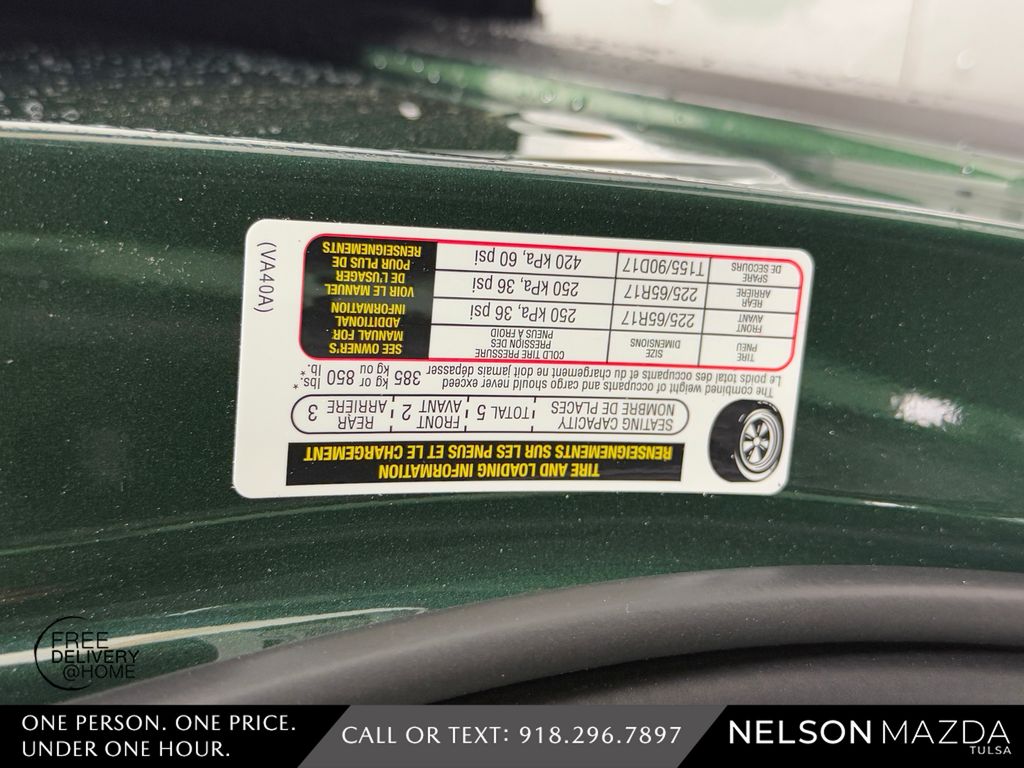 TIRE AND LOADING INFORMATION
RENSEIGNEMENTS SUR LES PNEUS ET LE CHARGEMENT
SEATING CAPACITY
NOMBRE DE PLACES
TOTAL 5
FRONT
AVANT 2
REAR
ARRIÈRE 3
The combined weight of occupants and cargo should never exceed 385 kg or 850 lbs.*
Le poids total des occupants et du chargement ne doit jamais dépasser kg ou lb.*
TIRE
PNEU
SIZE
DIMENSIONS
COLD TIRE PRESSURE
PRESSION DES
PNEUS À FROID
FRONT
AVANT
225/65R17
250 kPa, 36 psi
REAR
ARRIÈRE
225/65R17
250 kPa, 36 psi
SPARE
DE SECOURS
T155/90D17
420 kPa, 60 psi
SEE OWNER'S
MANUAL FOR
ADDITIONAL
INFORMATION
VOIR LE MANUEL
DE L'USAGER
POUR PLUS DE
RENSEIGNEMENTS
(VA40A)
FREE
DELIVERY
@HOME
ONE PERSON. ONE PRICE.
UNDER ONE HOUR.
CALL OR TEXT: 918.296.7897
NELSON MAZDA
TULSA